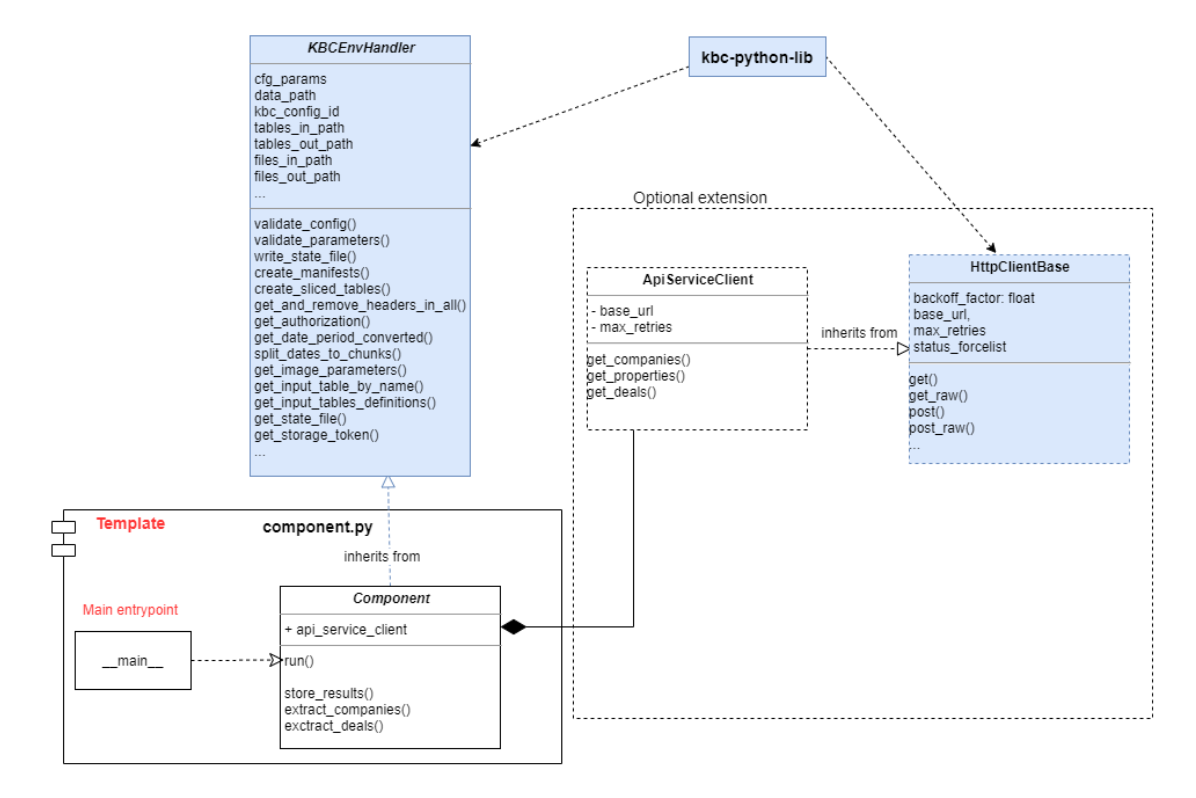 KBCEnvHandler
cfg_params
data_path
kbc_config_id
tables_in_path
tables_out_path
files_in_path
files_out_path
...
validate_config()
validate_parameters()
write_state_file()
create_manifests()
create_sliced_tables()
get_and_remove_headers_in_all()
get_authorization()
get_date_period_converted()
split_dates_to_chunks()
get_image_parameters()
get_input_table_by_name()
get_input_tables_definitions()
get_state_file()
get_storage_token()
...
kbc-python-lib
Optional extension
ApiServiceClient
- base_url
- max_retries
get_companies()
get_properties()
get_deals()
inherits from
HttpClientBase
backoff_factor: float
base_url,
max_retries
status_forcelist
get()
get_raw()
post()
post_raw()
...
Template
component.py
inherits from
Main entrypoint
__main__
Component
+ api_service_client
run()
store_results()
extract_companies()
exctract_deals()